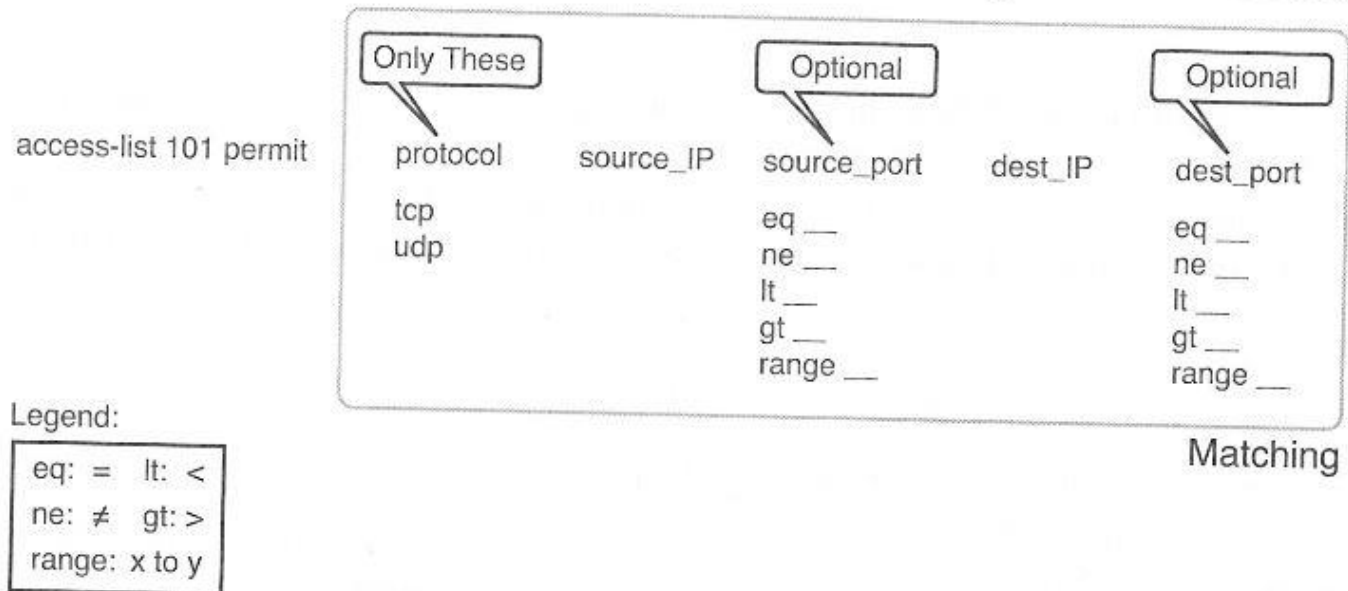 Only These
Optional
Optional
access-list 101 permit protocol source_IP source_port dest_IP dest_port
tcp
udp
eq __
ne __
lt __
gt __
range __
eq __
ne __
lt __
gt __
range __
Legend:
eq: = lt: <
ne: ≠ gt: >
range: x to y
Matching